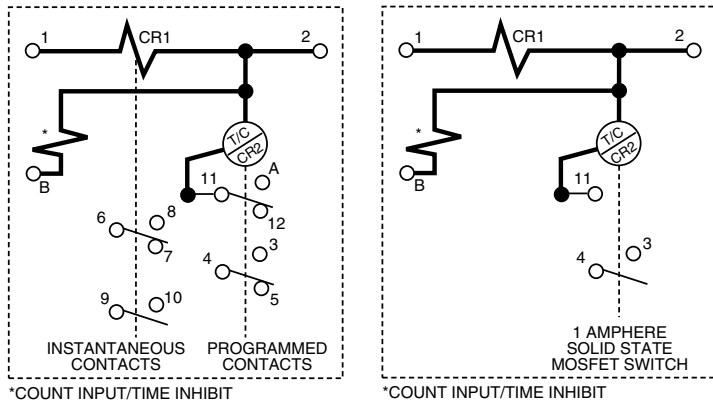 1
CR1
2
*
T/C
CR2
B
A
11
12
6
8
7
3
4
5
9
10
INSTANTANEOUS
CONTACTS
PROGRAMMED
CONTACTS
*COUNT INPUT/TIME INHIBIT
1
CR1
2
*
T/C
CR2
B
11
3
4
1 AMPHERE
SOLID STATE
MOSFET SWITCH
*COUNT INPUT/TIME INHIBIT